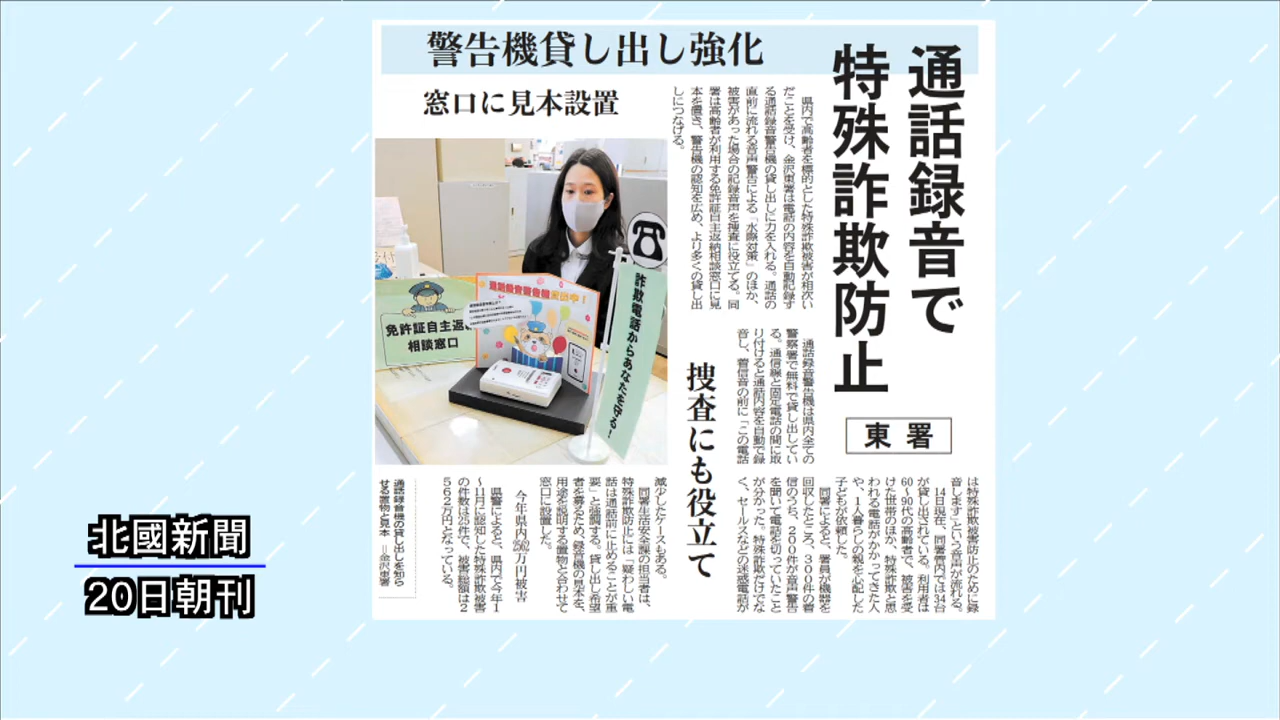 警告機貸し出し強化
窓口に見本設置
通話録音で
特殊詐欺防止
東署
県内で高齢者を標的とした特殊詐欺被害が相次い
だことを受け、金沢東署は電話の内容を自動記録す
る通話録音警告機の貸し出しに力を入れる。通話の
直前に流れる音声警告による「水際対策」のほか、
被害があった場合の記録音声を捜査に役立てる。同
署は高齢者が利用する免許証自主返納相談窓口に見
本を置き、警告機の認知を広め、より多くの貸し出
しにつなげる。
通話録音警告機は県内全ての
警察署で無料で貸し出してい
る。通信線と固定電話の間に取
り付けると通話内容を自動で録
音し、着信音の前に「この電話
は特殊詐欺被害防止のために録
音します」という音声が流れる。
14日現在、同署管内では34台
が貸し出されている。利用者は
60~90代の高齢者で、被害を受
けた世帯のほか、特殊詐欺と思
われる電話がかかってきた人
や、1人暮らしの親を心配した
子どもが依頼した。
同署によると、署員が機器を
回収したところ、300件の着
信のうち、200件が音声警告
を聞いて電話を切っていたこと
が分かった。特殊詐欺だけでな
く、セールスなどの迷惑電話が
減少したケースもある。
同署生活安全課の担当者は、
特殊詐欺防止には「疑わしい電
話は通話前に止めることが重
要」と強調する。貸し出し希望
者を募るため、軽量機の見本を、
用途を説明する置物と合わせて
窓口に設置した。
捜査にも役立て
今年県内2562万円被害
県警によると、県内で今年1
~11月に認知した特殊詐欺被害
の件数は25件で、被害総額は2
562万円となっている。
通話録音機の貸し出しを知ら
せる置物と見本 =金沢東署
免許証自主返
相談窓口
通話録音警告機貸出中!
詐欺電話からあなたを守る!
北國新聞
20日朝刊